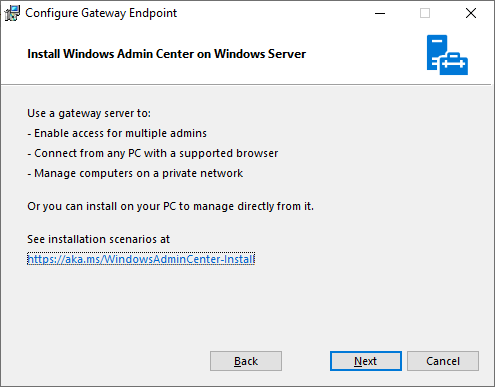 Configure Gateway Endpoint
Install Windows Admin Center on Windows Server
Use a gateway server to:
- Enable access for multiple admins
- Connect from any PC with a supported browser
- Manage computers on a private network
Or you can install on your PC to manage directly from it.
See installation scenarios at
https://aka.ms/WindowsAdminCenter-Install
Back Next Cancel